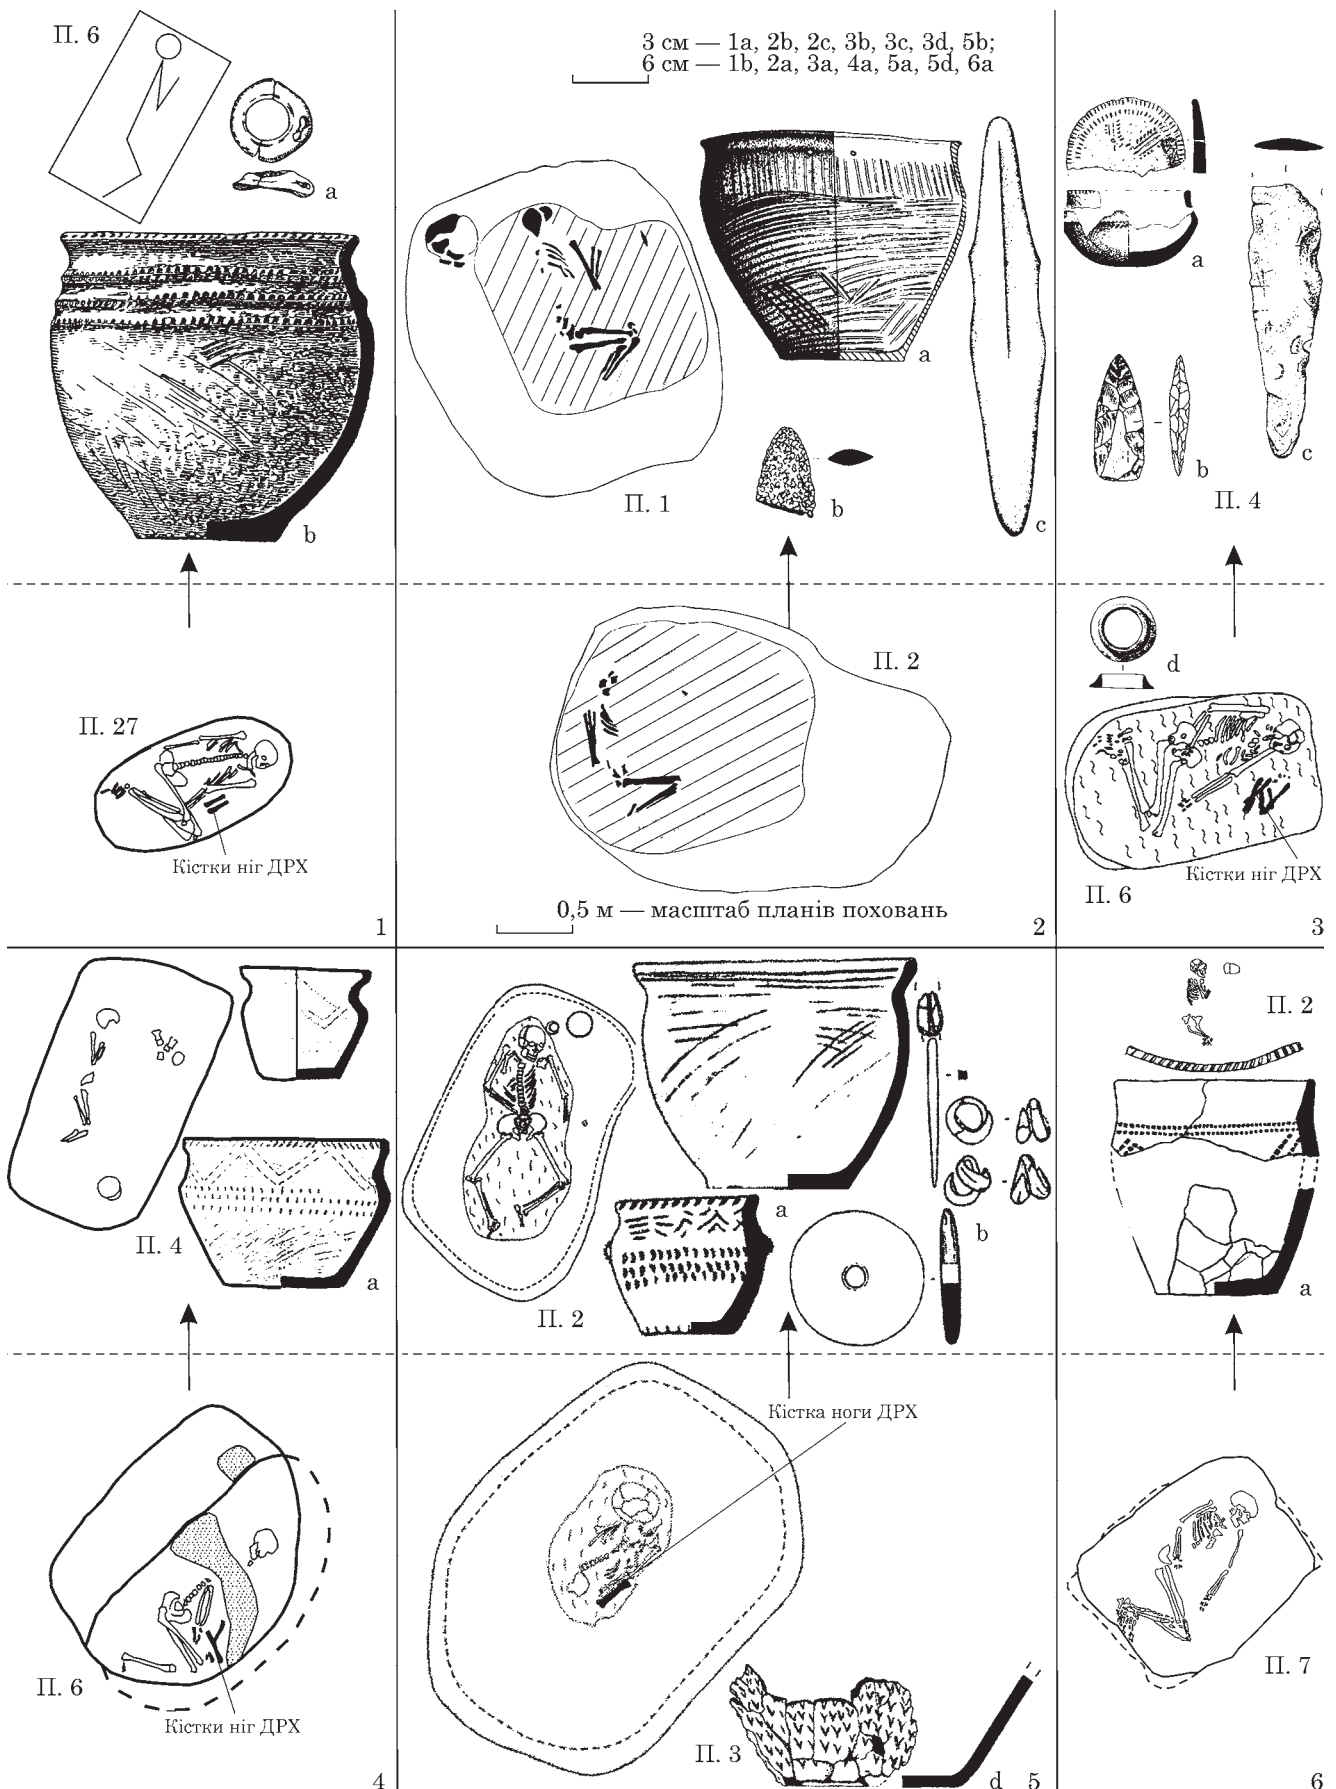 П. 6
a
b
П. 27
Кістки ніг ДРХ
1
3 см — 1a, 2b, 2c, 3b, 3c, 3d, 5b;
6 см — 1b, 2a, 3a, 4a, 5a, 5d, 6a
a
П. 1
b
c
П. 2
0,5 м — масштаб планів поховань
2
a
b
c
П. 4
d
П. 6
Кістки ніг ДРХ
3
П. 4
a
П. 6
Кістки ніг ДРХ
4
a
b
П. 2
Кістка ноги ДРХ
П. 3
d
5
П. 2
a
П. 7
6